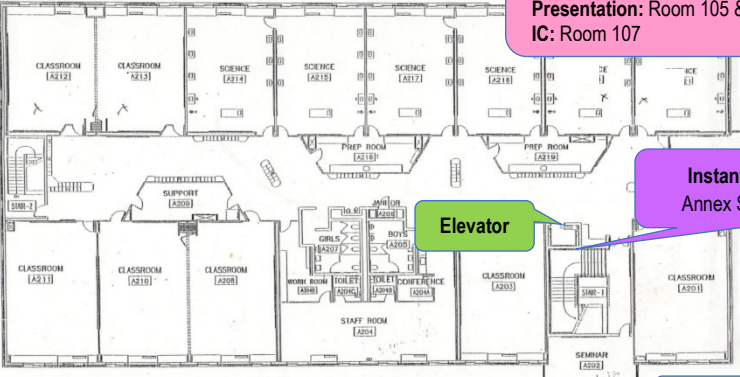 Presentation: Room 105 &
IC: Room 107
CLASSROOM
A212
CLASSROOM
A213
SCIENCE
A214
SCIENCE
A215
SCIENCE
A217
SCIENCE
A218
PREP ROOM
A216
PREP ROOM
A219
STAIR-2
SUPPORT
A209
Instan
Annex S
Elevator
JANITOR
A206
GIRLS
A207
BOYS
A205
CLASSROOM
A211
CLASSROOM
A210
CLASSROOM
A208
WORK ROOM
TOILET
A204C
TOILET
A204B
CONFERENCE
A204A
STAFF ROOM
A204
CLASSROOM
A203
STAIR-1
CLASSROOM
A201
SEMINAR
A202